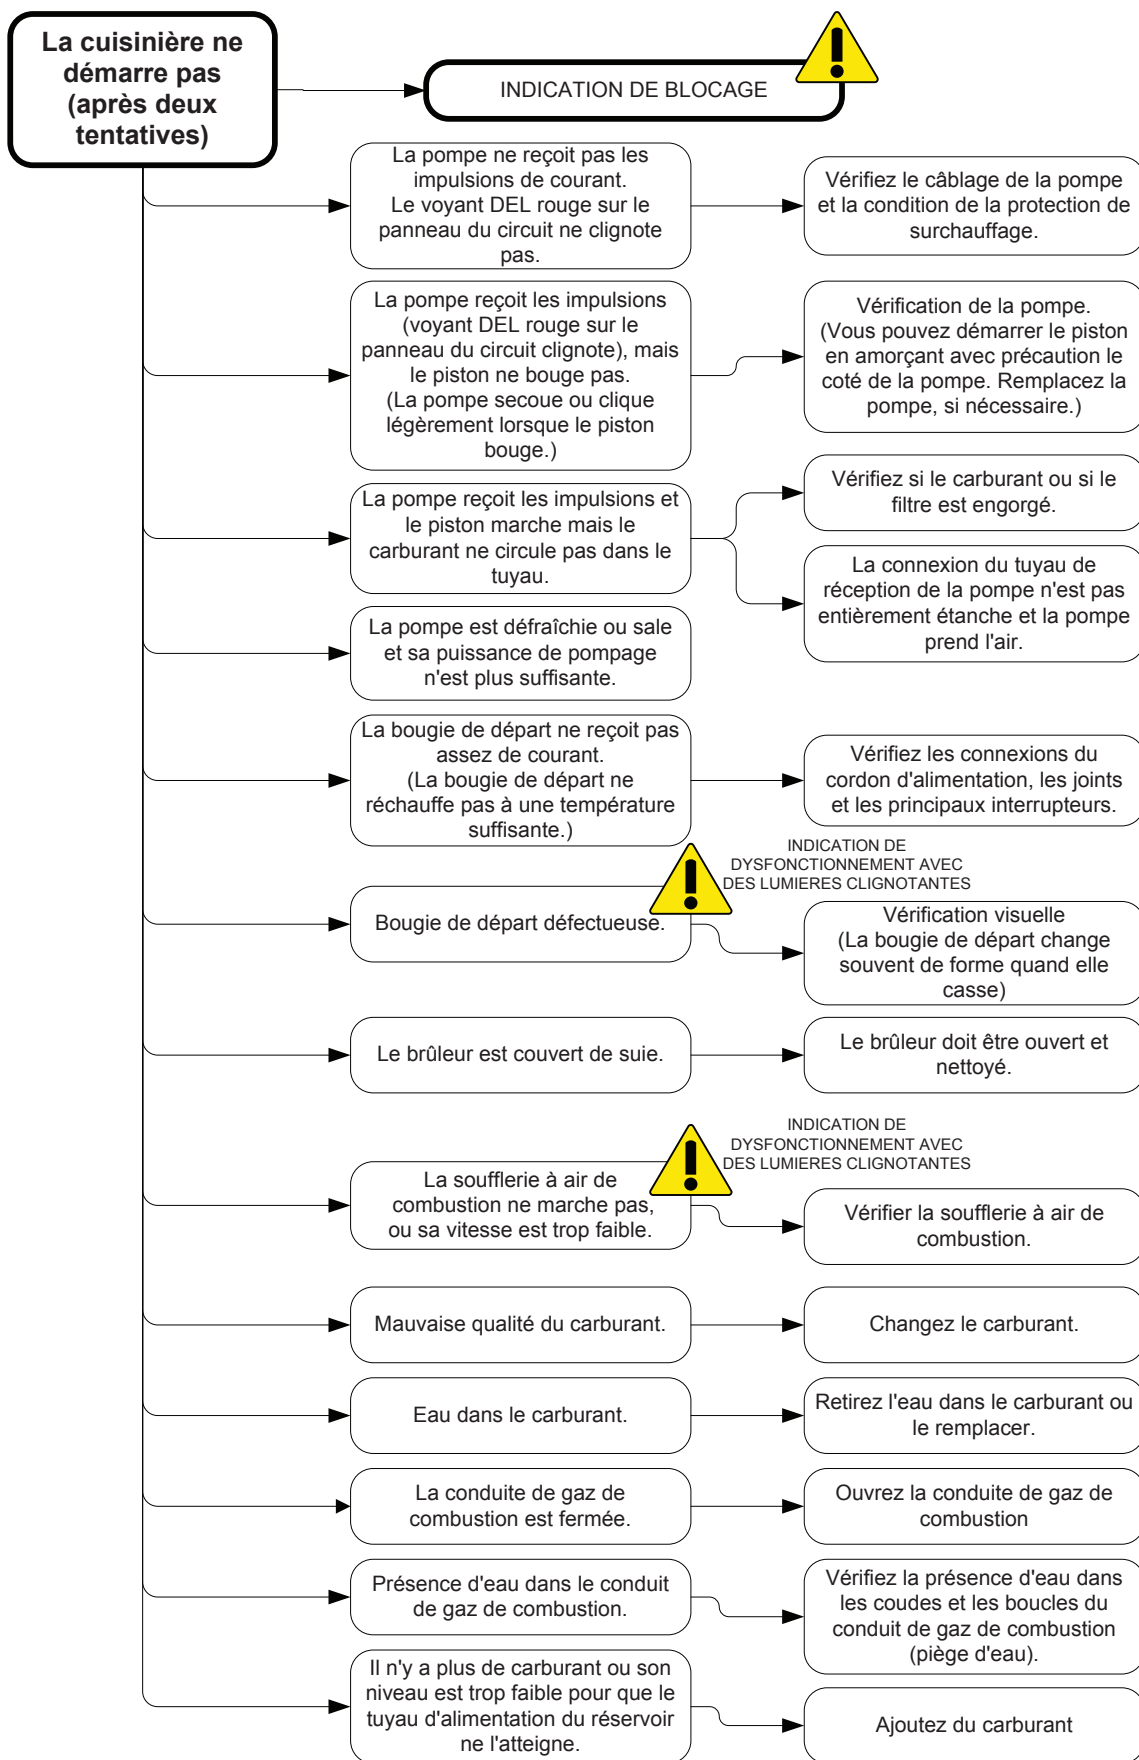 La cuisinière ne
démarre pas
(après deux
tentatives)
INDICATION DE BLOCAGE
La pompe ne reçoit pas les
impulsions de courant.
Le voyant DEL rouge sur le
panneau du circuit ne clignote
pas.
Vérifiez le câblage de la pompe
et la condition de la protection de
surchauffage.
La pompe reçoit les impulsions
(voyant DEL rouge sur le
panneau du circuit clignote), mais
le piston ne bouge pas.
(La pompe secoue ou clique
légèrement lorsque le piston
bouge.)
Vérification de la pompe.
(Vous pouvez démarrer le piston
en amorçant avec précaution le
coté de la pompe. Remplacez la
pompe, si nécessaire.)
La pompe reçoit les impulsions et
le piston marche mais le
carburant ne circule pas dans le
tuyau.
Vérifiez si le carburant ou si le
filtre est engorgé.
La connexion du tuyau de
réception de la pompe n'est pas
entièrement étanche et la pompe
prend l'air.
La pompe est défraîchie ou sale
et sa puissance de pompage
n'est plus suffisante.
La bougie de départ ne reçoit pas
assez de courant.
(La bougie de départ ne
réchauffe pas à une température
suffisante.)
Vérifiez les connexions du
cordon d'alimentation, les joints
et les principaux interrupteurs.
INDICATION DE
DYSFONCTIONNEMENT AVEC
DES LUMIERES CLIGNOTANTES
Bougie de départ défectueuse.
Vérification visuelle
(La bougie de départ change
souvent de forme quand elle
casse)
Le brûleur est couvert de suie.
Le brûleur doit être ouvert et
nettoyé.
INDICATION DE
DYSFONCTIONNEMENT AVEC
DES LUMIERES CLIGNOTANTES
La soufflerie à air de
combustion ne marche pas,
ou sa vitesse est trop faible.
Vérifier la soufflerie à air de
combustion.
Mauvaise qualité du carburant.
Changez le carburant.
Eau dans le carburant.
Retirez l'eau dans le carburant ou
le remplacer.
La conduite de gaz de
combustion est fermée.
Ouvrez la conduite de gaz de
combustion
Présence d'eau dans le conduit
de gaz de combustion.
Vérifiez la présence d'eau dans
les coudes et les boucles du
conduit de gaz de combustion
(piège d'eau).
Il n'y a plus de carburant ou son
niveau est trop faible pour que le
tuyau d'alimentation du réservoir
ne l'atteigne.
Ajoutez du carburant